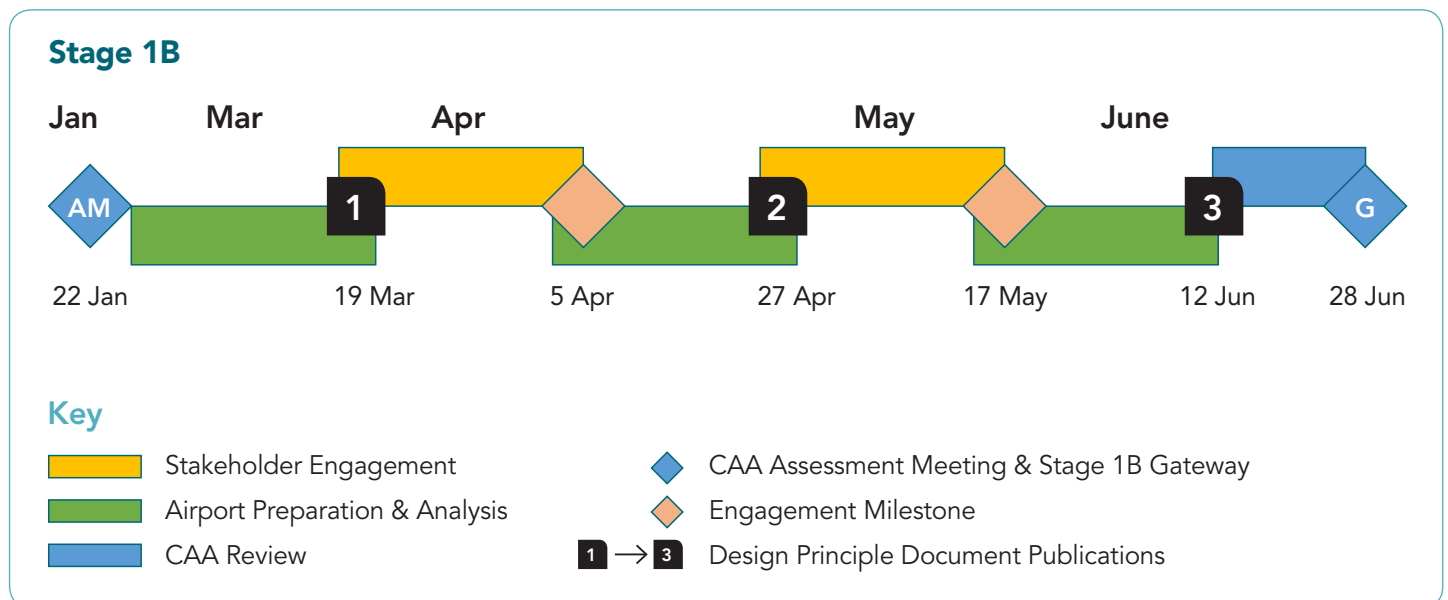 Stage 1B
Jan Mar Apr May June
AM 1 2 3 G
22 Jan 19 Mar 5 Apr 27 Apr 17 May 12 Jun 28 Jun
Key
Stakeholder Engagement
CAA Assessment Meeting & Stage 1B Gateway
Airport Preparation & Analysis
Engagement Milestone
CAA Review
1 → 3 Design Principle Document Publications